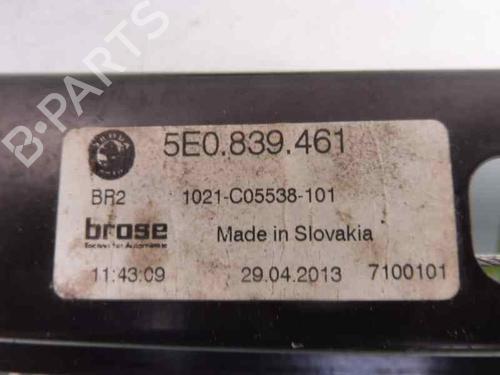 5E0.839.461
BR2 1021-C05538-101
brose Made in Slovakia
11:43:09 29.04.2013 7100101
B-PARTS